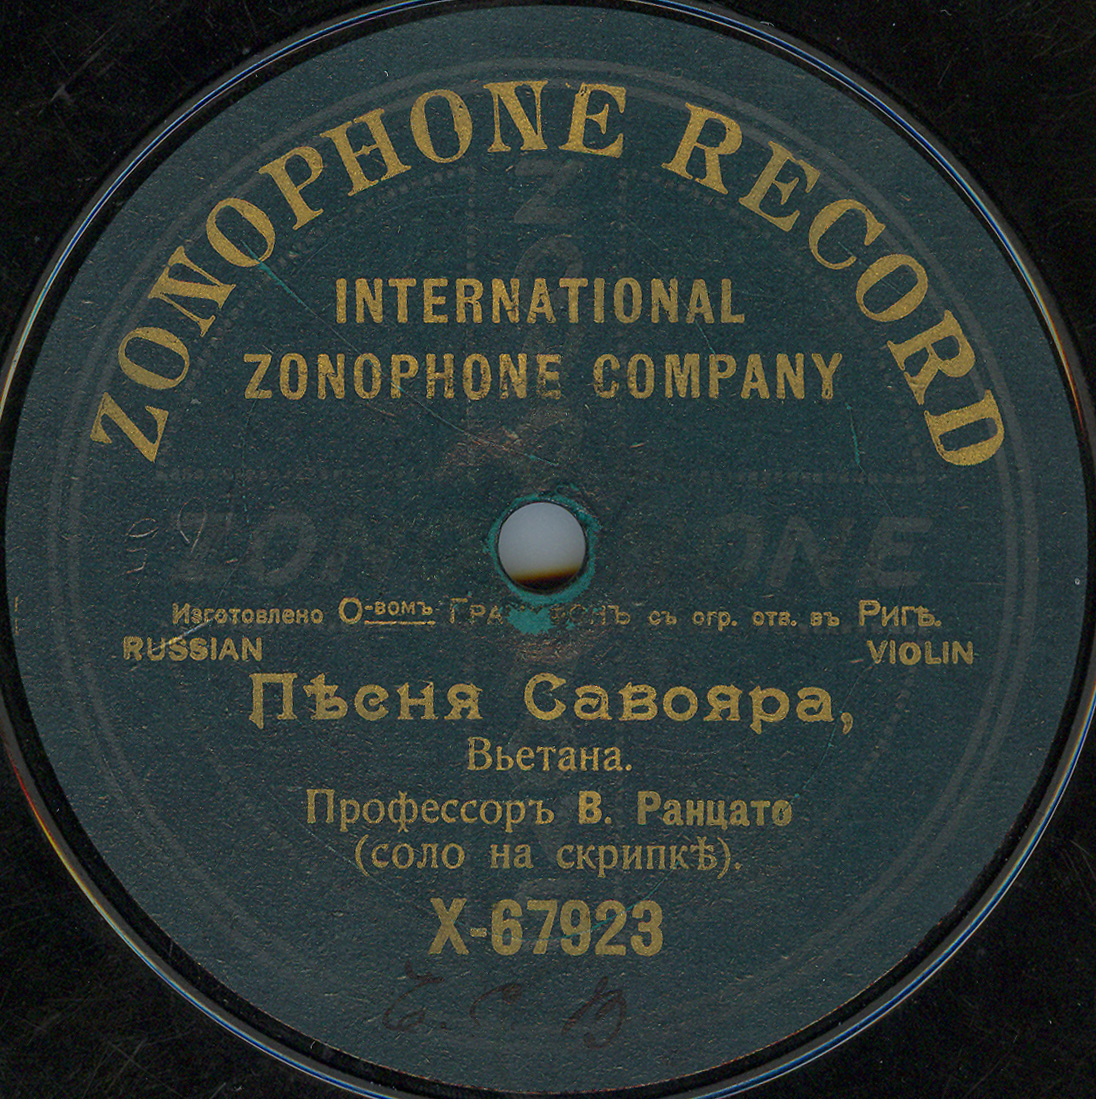 ZONOPHONE RECORD
INTERNATIONAL
ZONOPHONE COMPANY
Изготовлено О-вомъ ГРАММОФОНЪ съ огр. отв. въ Ригѣ.
RUSSIAN VIOLIN
Пѣсня Савояра,
Вьетана.
Профессоръ В. Ранцато
(соло на скрипкѣ).
X-67923